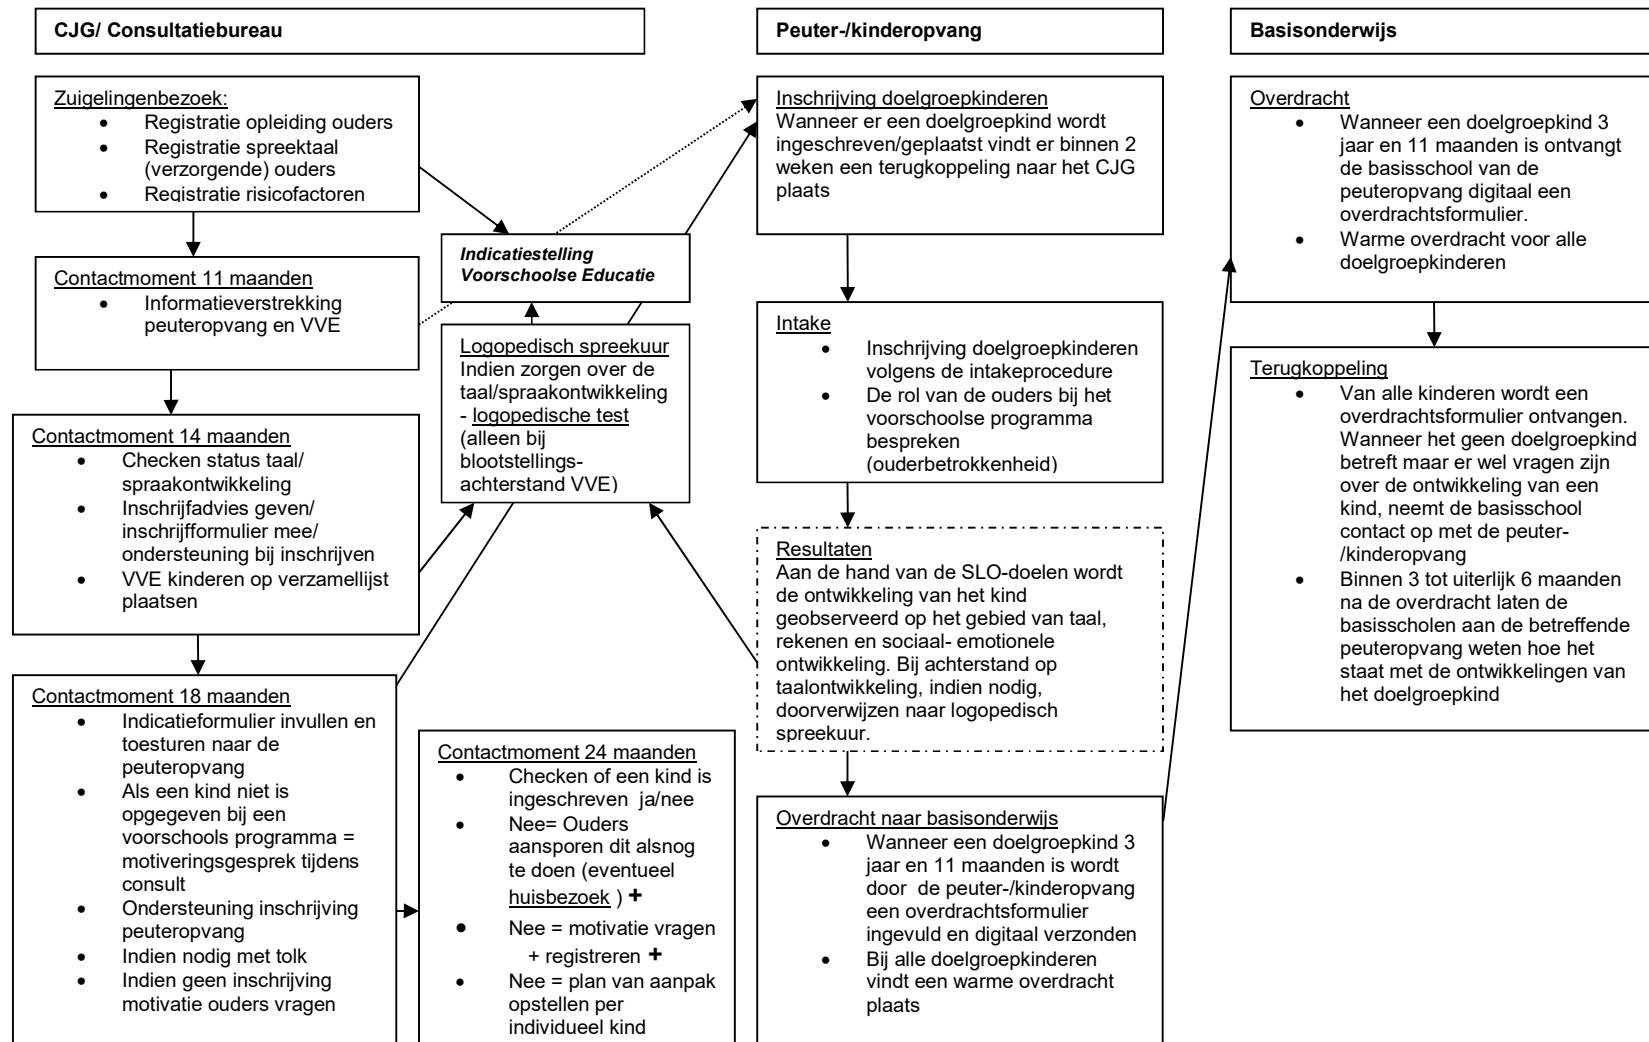 CJG/ Consultatiebureau
Zuigelingenbezoek:
• Registratie opleiding ouders
• Registratie spreektaal
(verzorgende) ouders
• Registratie risicofactoren
Contactmoment 11 maanden
• Informatieverstrekking
peuteropvang en VVE
Contactmoment 14 maanden
• Checken status taal/
spraakontwikkeling
• Inschrijfadvies geven/
inschrijfformulier mee/
ondersteuning bij inschrijven
• VVE kinderen op verzamellijst
plaatsen
Contactmoment 18 maanden
• Indicatieformulier invullen en
toesturen naar de
peuteropvang
• Als een kind niet is
opgegeven bij een
voorschools programma =
motiveringsgesprek tijdens
consult
• Ondersteuning inschrijving
peuteropvang
• Indien nodig met tolk
• Indien geen inschrijving
motivatie ouders vragen
Indicatiestelling
Voorschoolse Educatie
Logopedisch spreekuur
Indien zorgen over de
taal/spraakontwikkeling
- logopedische test
(alleen bij
blootstellings-
achterstand VVE)
Contactmoment 24 maanden
• Checken of een kind is
ingeschreven ja/nee
• Nee= Ouders
aansporen dit alsnog
te doen (eventueel
huisbezoek ) +
• Nee = motivatie vragen
+ registreren +
• Nee = plan van aanpak
opstellen per
individueel kind
Peuter-/kinderopvang
Inschrijving doelgroepkinderen
Wanneer er een doelgroepkind wordt
ingeschreven/geplaatst vindt er binnen 2
weken een terugkoppeling naar het CJG
plaats
Intake
• Inschrijving doelgroepkinderen
volgens de intakeprocedure
• De rol van de ouders bij het
voorschoolse programma
bespreken
(ouderbetrokkenheid)
Resultaten
Aan de hand van de SLO-doelen wordt
de ontwikkeling van het kind
geobserveerd op het gebied van taal,
rekenen en sociaal- emotionele
ontwikkeling. Bij achterstand op
taalontwikkeling, indien nodig,
doorverwijzen naar logopedisch
spreekuur.
Overdracht naar basisonderwijs
• Wanneer een doelgroepkind 3
jaar en 11 maanden is wordt
door de peuter-/kinderopvang
een overdrachtsformulier
ingevuld en digitaal verzonden
• Bij alle doelgroepkinderen
vindt een warme overdracht
plaats
Basisonderwijs
Overdracht
• Wanneer een doelgroepkind 3
jaar en 11 maanden is ontvangt
de basisschool van de
peuteropvang digitaal een
overdrachtsformulier.
• Warme overdracht voor alle
doelgroepkinderen
Terugkoppeling
• Van alle kinderen wordt een
overdrachtsformulier ontvangen.
Wanneer het geen doelgroepkind
betreft maar er wel vragen zijn
over de ontwikkeling van een
kind, neemt de basisschool
contact op met de peuter-
/kinderopvang
• Binnen 3 tot uiterlijk 6 maanden
na de overdracht laten de
basisscholen aan de betreffende
peuteropvang weten hoe het
staat met de ontwikkelingen van
het doelgroepkind